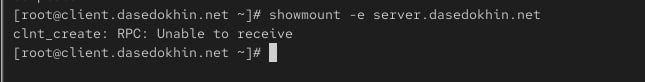 [root@client.dasedokhin.net ~]# showmount -e server.dasedokhin.net
clnt_create: RPC: Unable to receive
[root@client.dasedokhin.net ~]#